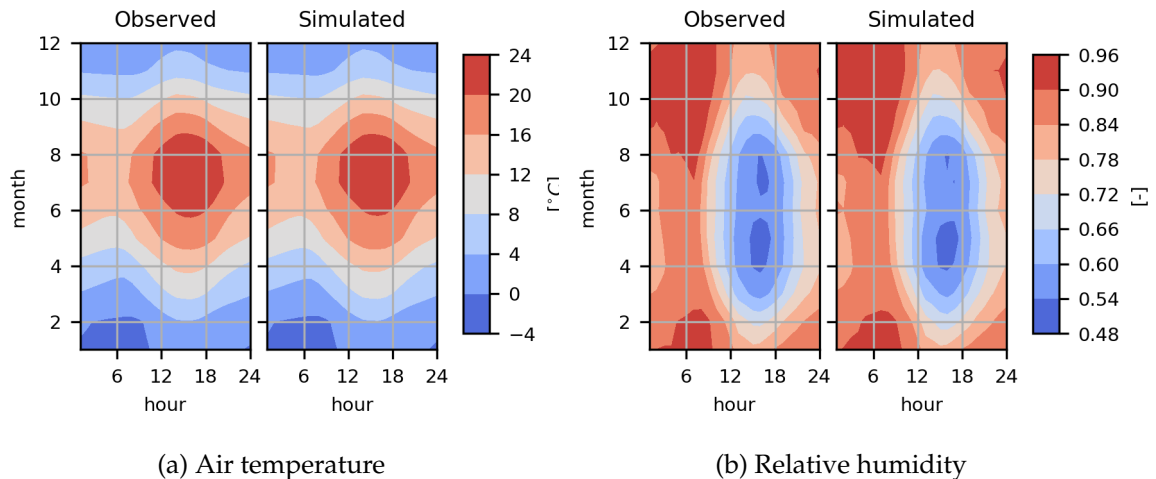 Observed Simulated
12
10
8
6
4
2
month
6 12 18 24 6 12 18 24
hour hour
24
20
16
12
8
4
0
−4
[°C]
(a) Air temperature
Observed Simulated
12
10
8
6
4
2
month
6 12 18 24 6 12 18 24
hour hour
0.96
0.90
0.84
0.78
0.72
0.66
0.60
0.54
0.48
[-]
(b) Relative humidity